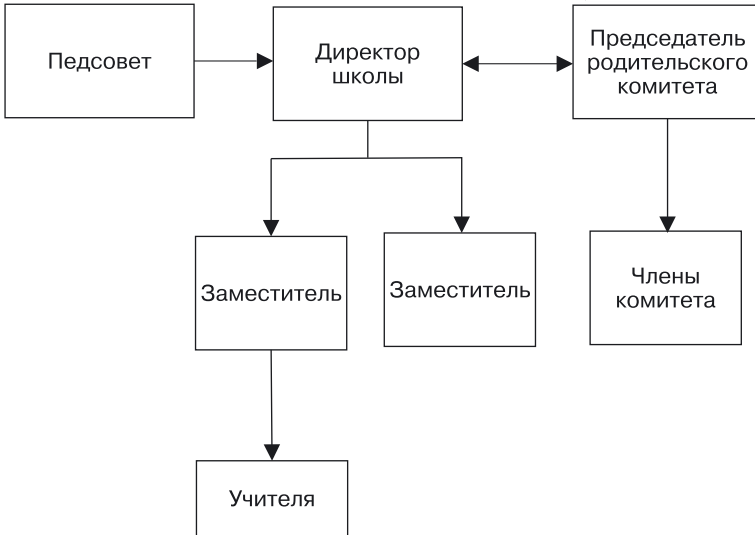 Педсовет
Директор
школы
Председатель
родительского
комитета
Заместитель
Заместитель
Члены
комитета
Учителя